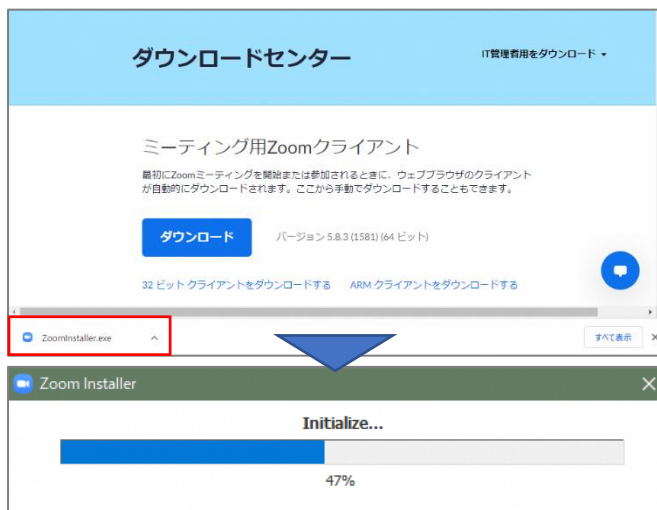 ダウンロードセンター
IT管理者用をダウンロード
ミーティング用Zoomクライアント
最初にZoomミーティングを開始または参加されるときに、ウェブブラウザのクライアント
が自動的にダウンロードされます。ここから手動でダウンロードすることもできます。
ダウンロード
バージョン 5.8.3 (1581) (64 ビット)
32 ビット クライアントをダウンロードする
ARM クライアントをダウンロードする
ZoomInstaller.exe
すべて表示
Zoom Installer
Initialize...
47%